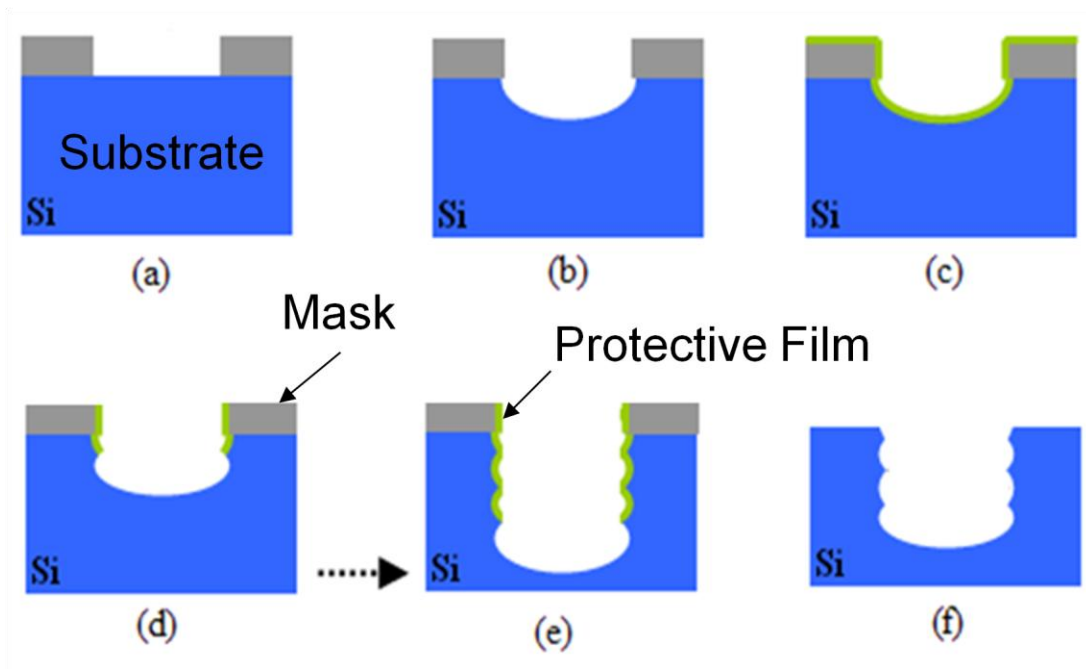 Substrate
Si
Si
Si
(a)
(b)
(c)
Mask
Protective Film
Si
Si
Si
(d)
(e)
(f)